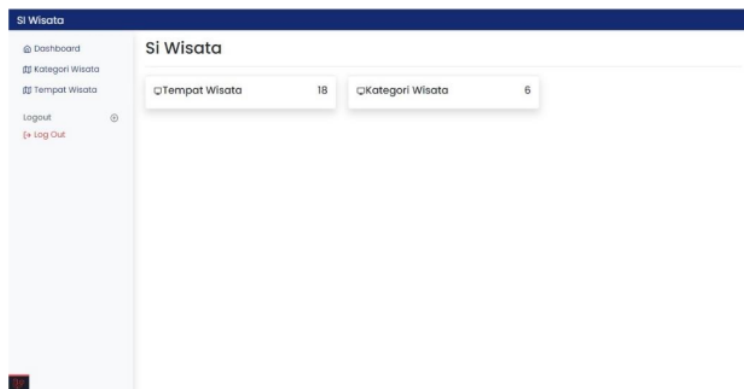 SI Wisata
Dashboard
Kategori Wisata
Tempat Wisata
Logout
Log Out
Si Wisata
Tempat Wisata 18
Kategori Wisata 6